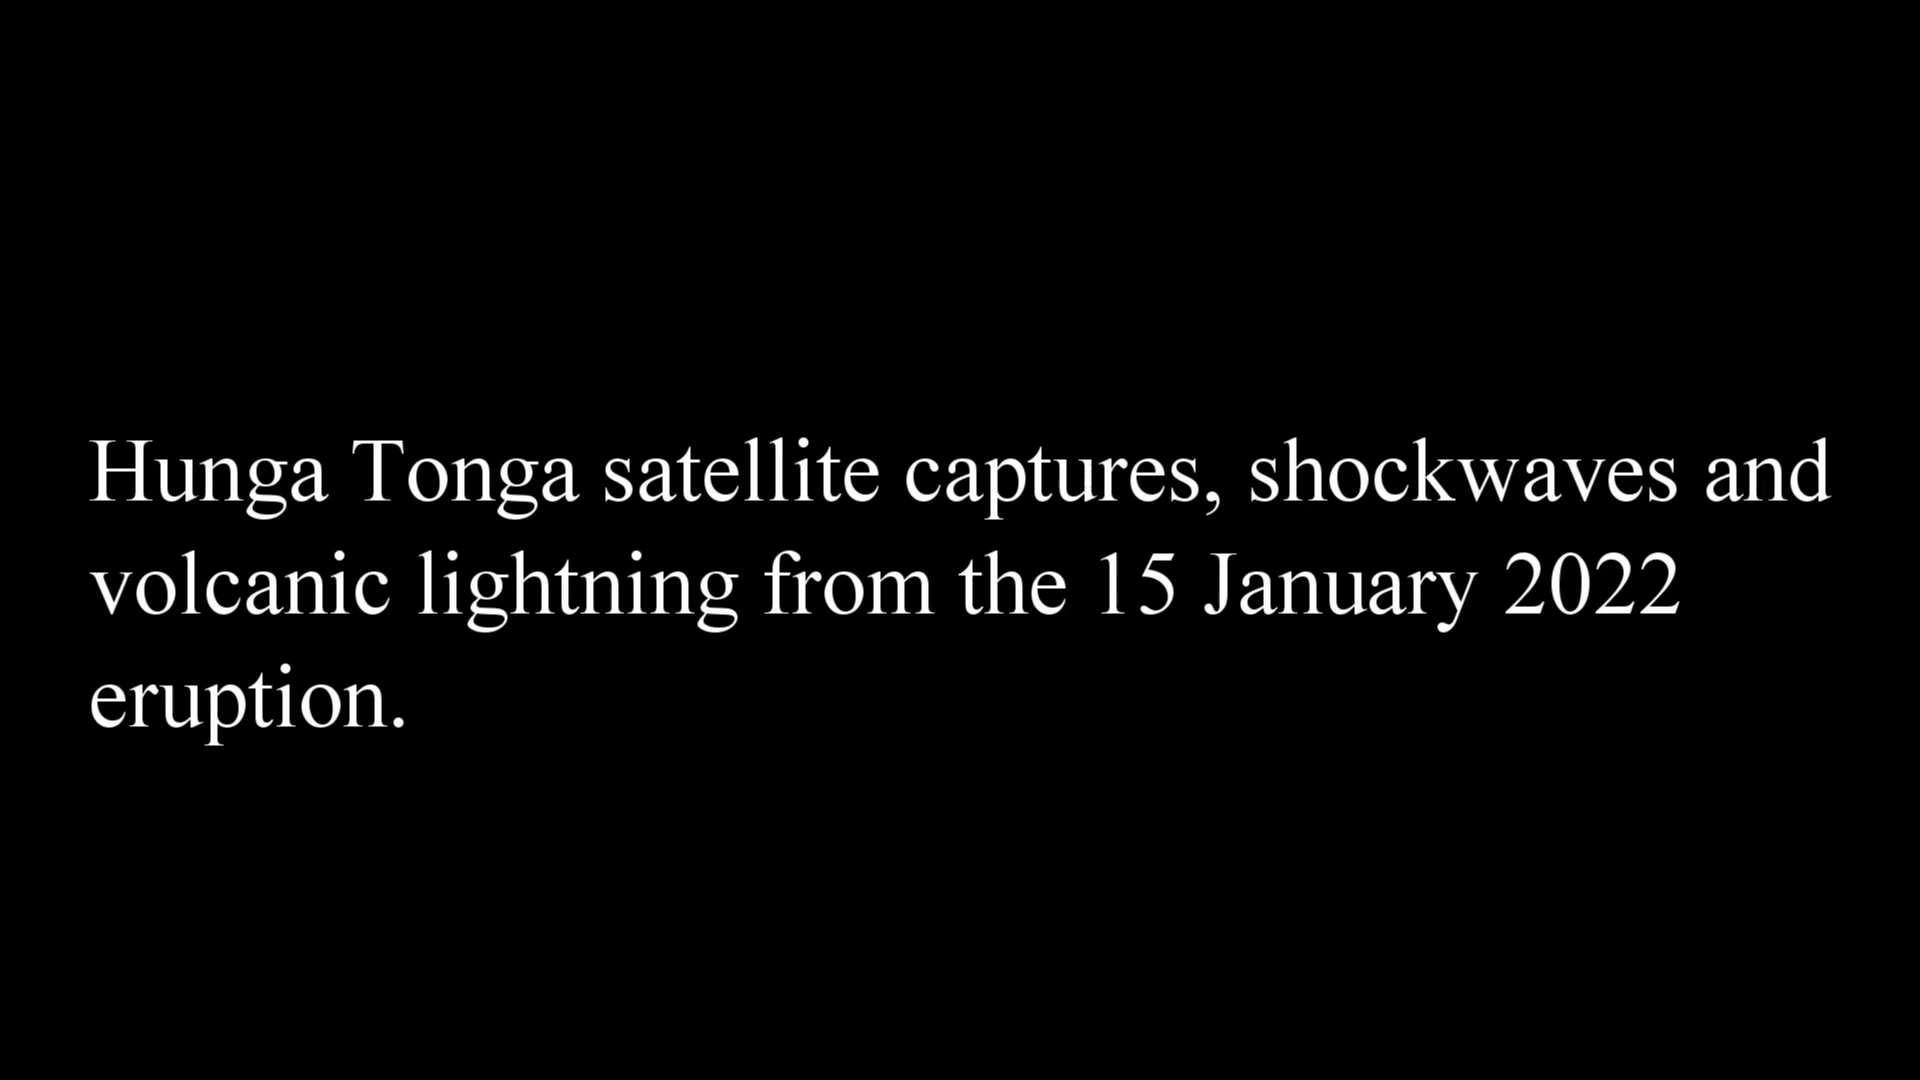 Hunga Tonga satellite captures, shockwaves and
volcanic lightning from the 15 January 2022
eruption.